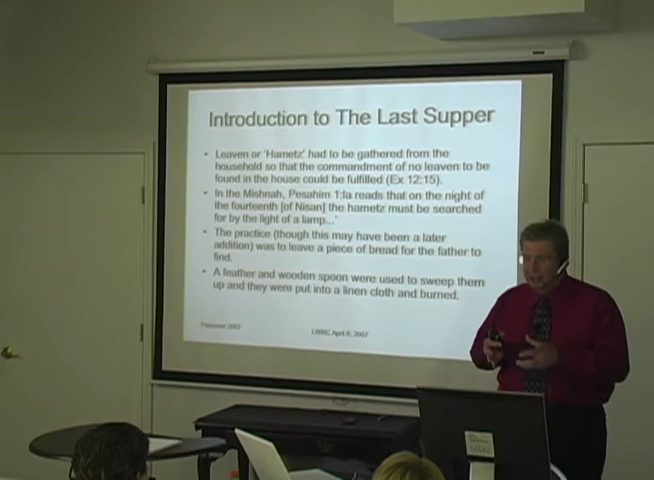 Introduction to The Last Supper
• Leaven or 'Hametz' had to be gathered from the
household so that the commandment of no leaven to be
found in the house could be fulfilled (Ex 12:15).
• In the Mishnah, Pesahim 1:la reads that on the night of
the fourteenth [of Nisan] the hametz must be searched
for by the light of a lamp...'
• The practice (though this may have been a later
addition) was to leave a piece of bread for the father to
find.
• A feather and wooden spoon were used to sweep them
up and they were put into a linen cloth and burned.
Passover 2007
LWBC April 8, 2007